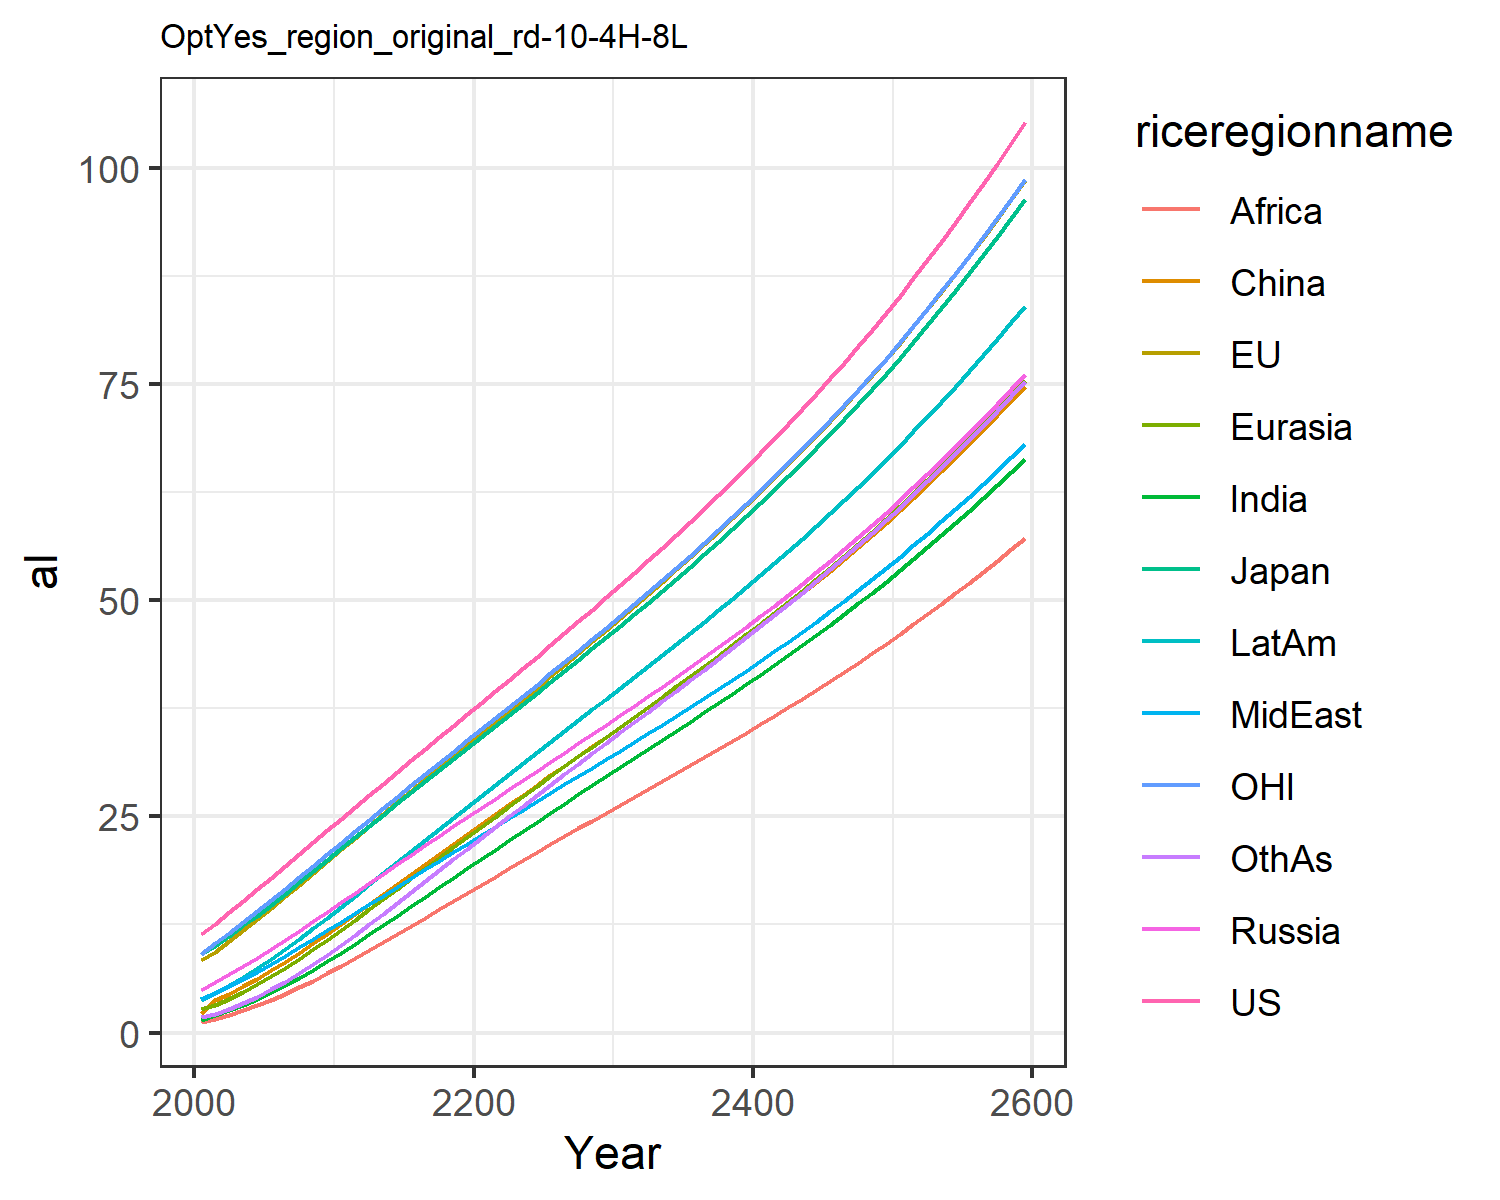 OptYes_region_original_rd-10-4H-8L
100
75
50
25
0
al
2000 2200 2400 2600
Year
riceregionname
Africa
China
EU
Eurasia
India
Japan
LatAm
MidEast
OHI
OthAs
Russia
US